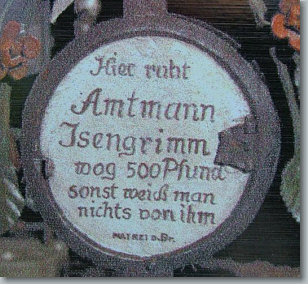 Hier ruht
Amtmann
Isengrimm
wog 500 Pfund
sonst weiß man
nichts von ihm
MATREI a. Br.